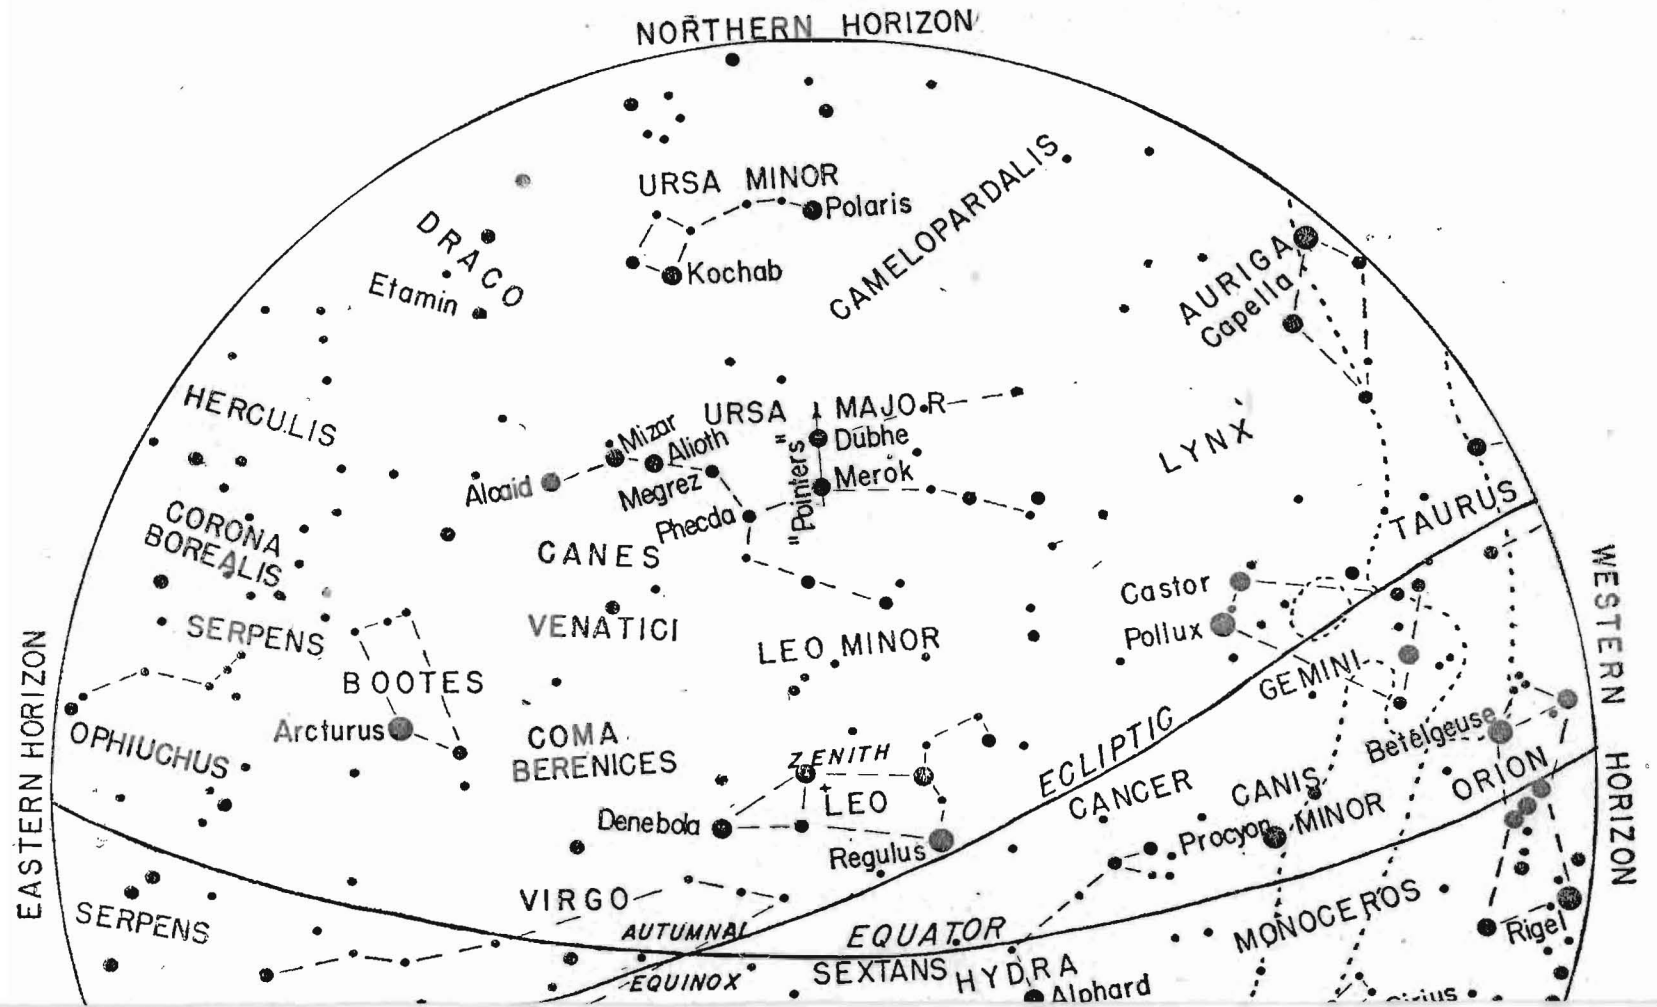 NORTHERN HORIZON
URSA MINOR
Polaris
Kochab
DRACO
Etamin
CAMELOPARDALIS
AURIGA
Capella
HERCULIS
URSA MAJOR
Mizar
Alioth
Dubhe
Alcaid
Megrez
"Pointers"
Merok
Phecda
LYNX
TAURUS
CORONA
BOREALIS
CANES
VENATICI
Castor
Pollux
SERPENS
LEO MINOR
GEMINI
BOOTES
Arcturus
WESTERN HORIZON
EASTERN HORIZON
OPHIUCHUS
COMA
BERENICES
ZENITH
LEO
Denebola
Regulus
ECLIPTIC
CANCER
Betelgeuse
ORION
CANIS
MINOR
Procyon
VIRGO
SERPENS
AUTUMNAL
EQUINOX
EQUATOR
SEXTANS
HYDRA
Alphard
MONOCEROS
Rigel
Sirius